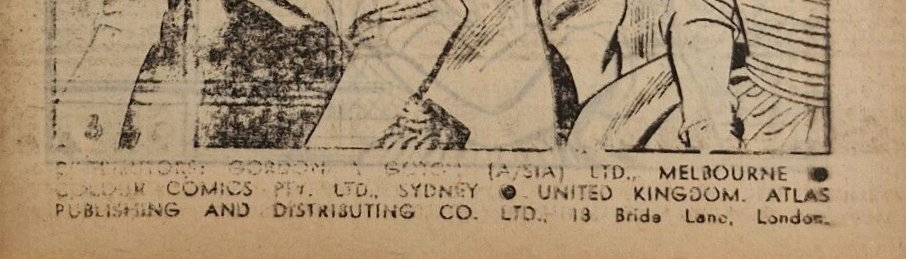 DISTRIBUTORS: GORDON & GOTCH (A/SIA) LTD., MELBOURNE ●
COLOUR COMICS PTY. LTD., SYDNEY ● UNITED KINGDOM. ATLAS
PUBLISHING AND DISTRIBUTING CO. LTD., 18 Bride Lane, London.